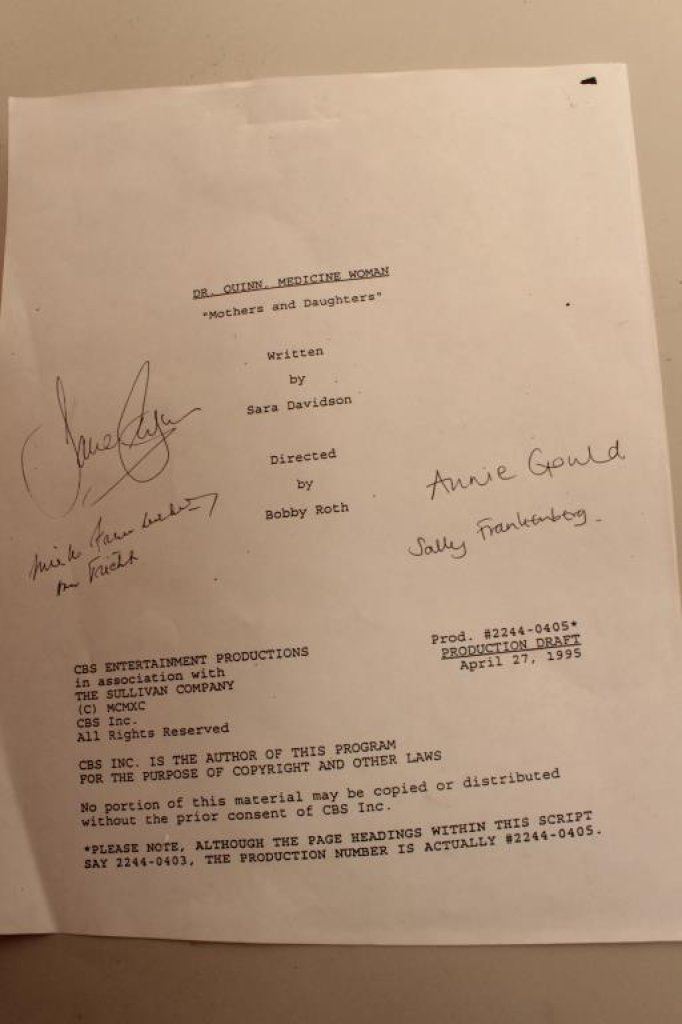 DR. QUINN, MEDICINE WOMAN
"Mothers and Daughters"
Written
by
Sara Davidson
Directed
by
Bobby Roth
Annie Gould
Sally Frankenberg
Prod. #2244-0405*
PRODUCTION DRAFT
April 27, 1995
CBS ENTERTAINMENT PRODUCTIONS
in association with
THE SULLIVAN COMPANY
(C) MCMXC
CBS Inc.
All Rights Reserved
CBS INC. IS THE AUTHOR OF THIS PROGRAM
FOR THE PURPOSE OF COPYRIGHT AND OTHER LAWS
No portion of this material may be copied or distributed
without the prior consent of CBS Inc.
*PLEASE NOTE, ALTHOUGH THE PAGE HEADINGS WITHIN THIS SCRIPT
SAY 2244-0403, THE PRODUCTION NUMBER IS ACTUALLY #2244-0405.